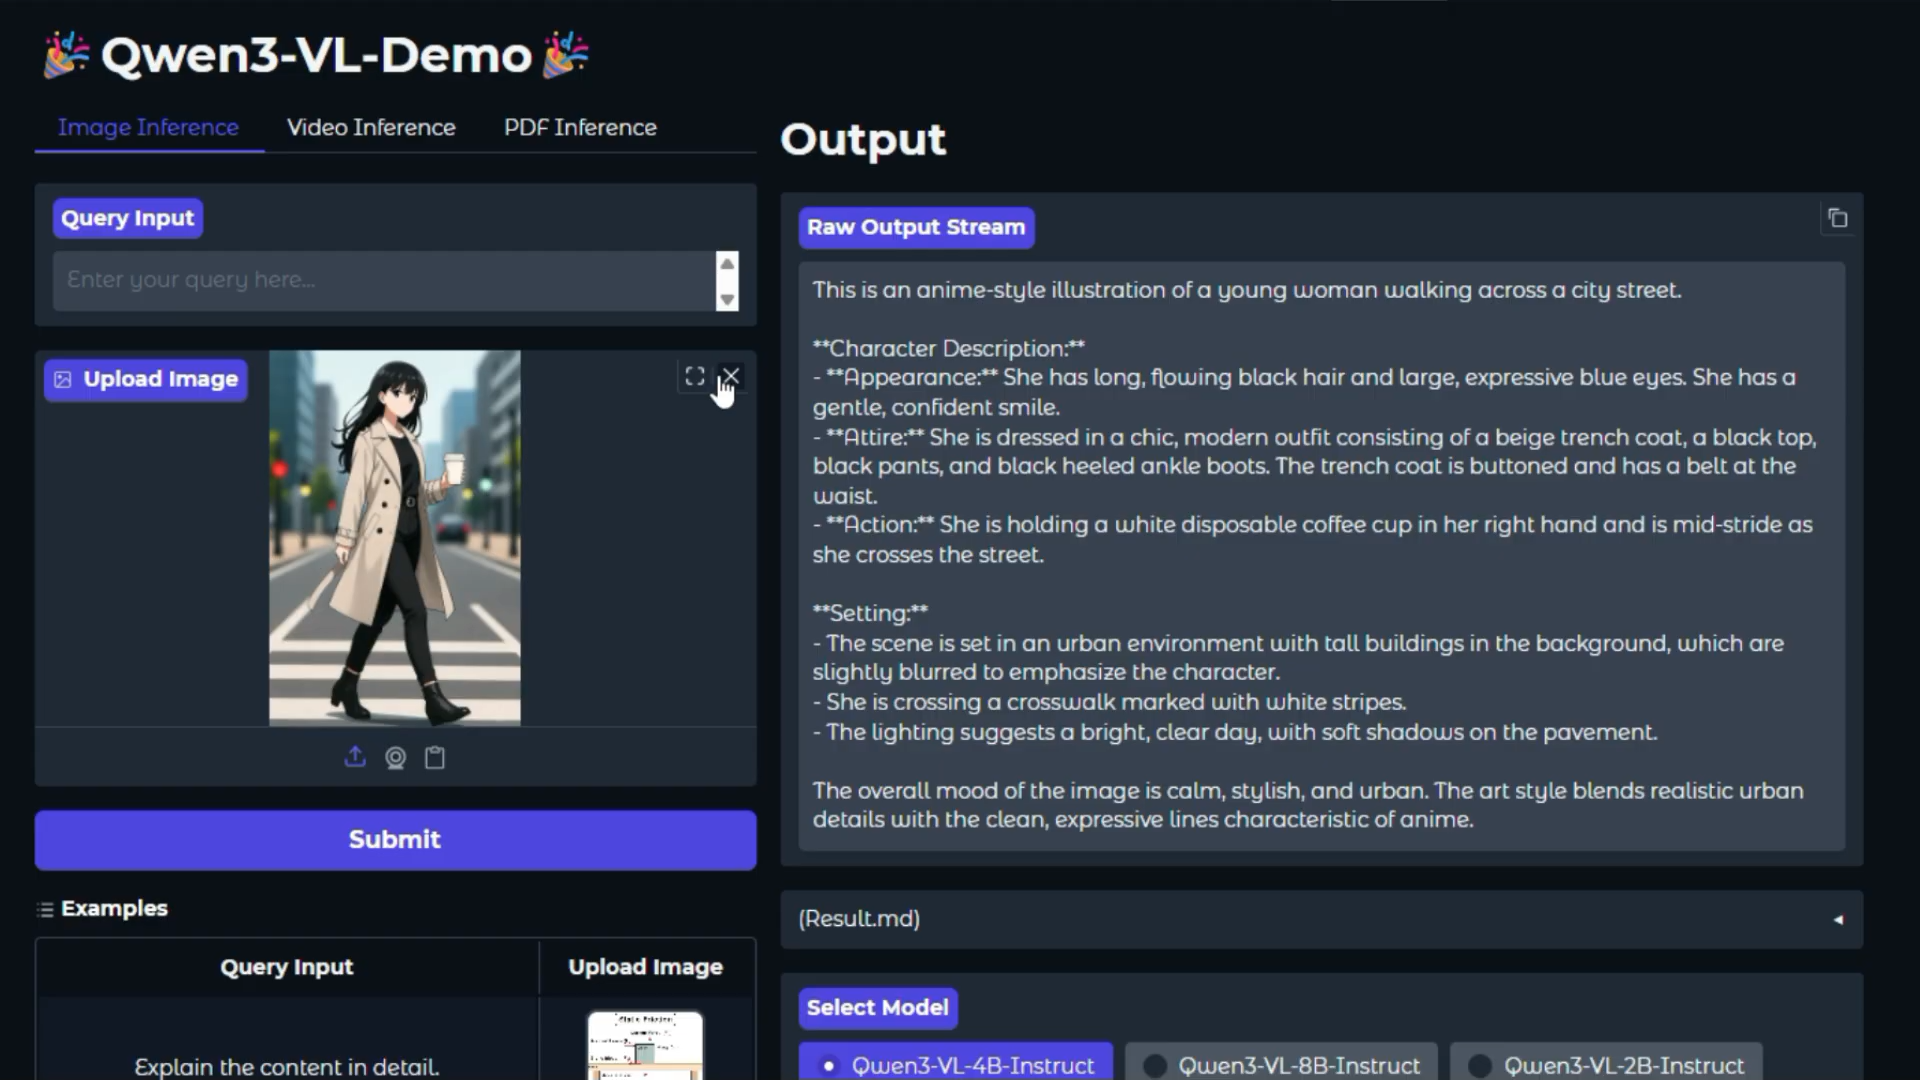 Qwen3-VL-Demo
Image Inference
Video Inference
PDF Inference
Query Input
Enter your query here...
Upload Image
Submit
Examples
Query Input
Upload Image
Explain the content in detail.
Output
Raw Output Stream
This is an anime-style illustration of a young woman walking across a city street.
**Character Description:**
- **Appearance:** She has long, flowing black hair and large, expressive blue eyes. She has a
gentle, confident smile.
- **Attire:** She is dressed in a chic, modern outfit consisting of a beige trench coat, a black top,
black pants, and black heeled ankle boots. The trench coat is buttoned and has a belt at the
waist.
- **Action:** She is holding a white disposable coffee cup in her right hand and is mid-stride as
she crosses the street.
**Setting:**
- The scene is set in an urban environment with tall buildings in the background, which are
slightly blurred to emphasize the character.
- She is crossing a crosswalk marked with white stripes.
- The lighting suggests a bright, clear day, with soft shadows on the pavement.
The overall mood of the image is calm, stylish, and urban. The art style blends realistic urban
details with the clean, expressive lines characteristic of anime.
(Result.md)
Select Model
Qwen3-VL-4B-Instruct
Qwen3-VL-8B-Instruct
Qwen3-VL-2B-Instruct